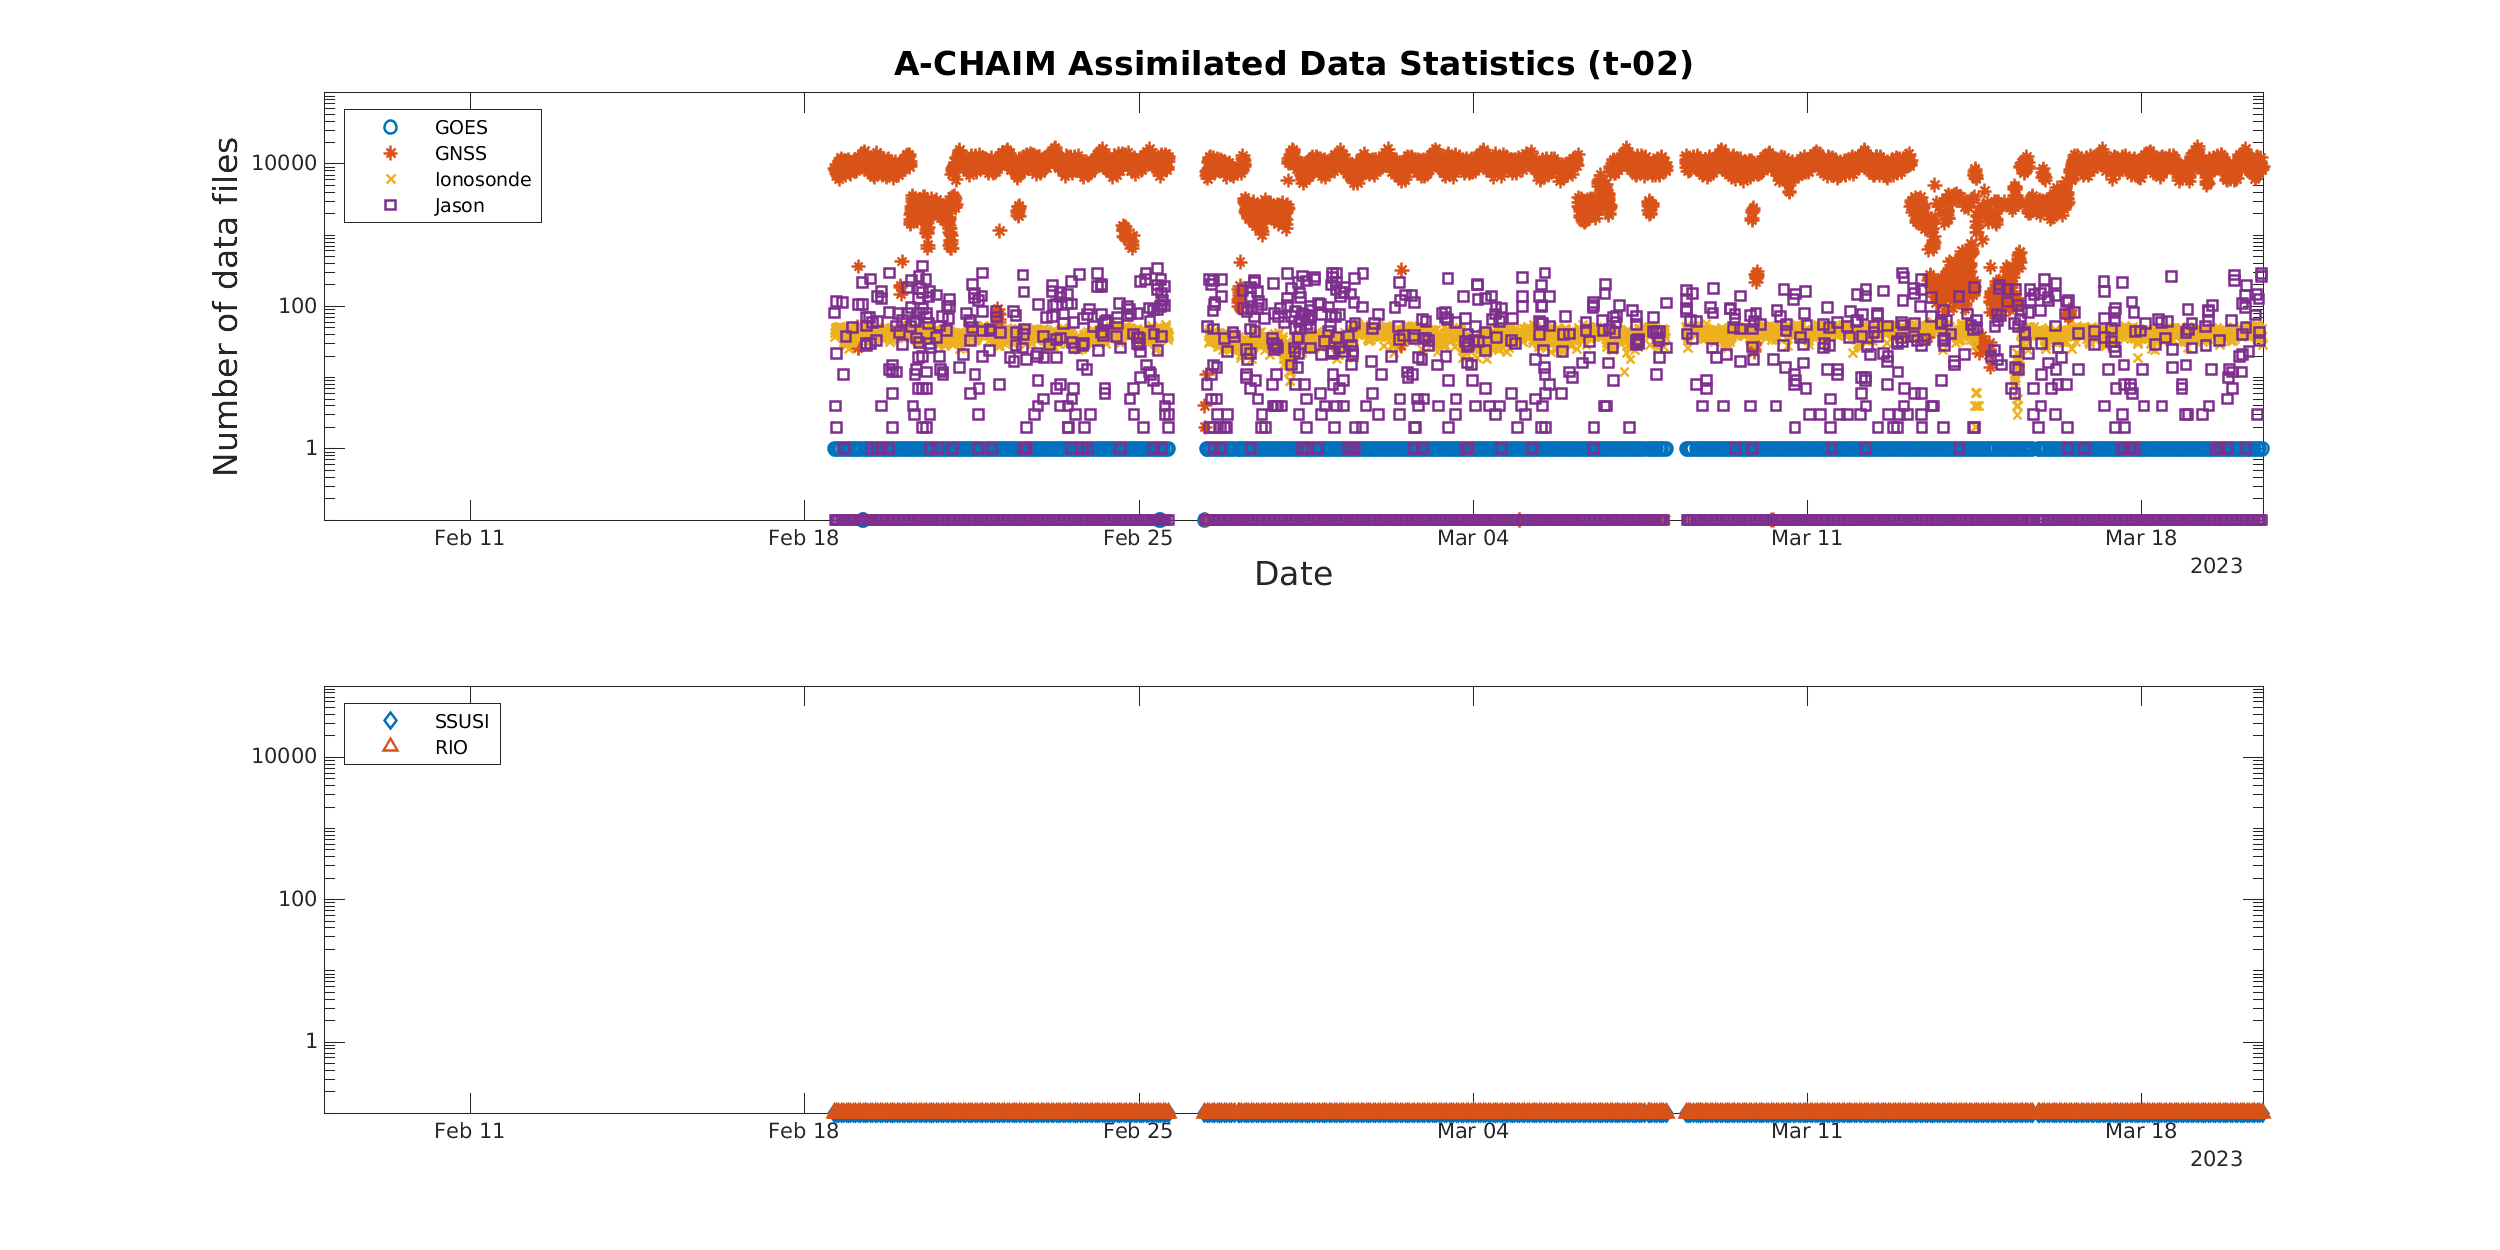 A-CHAIM Assimilated Data Statistics (t-02)
Number of data files
10000
100
1
GOES
GNSS
Ionosonde
Jason
Feb 11 Feb 18 Feb 25 Mar 04 Mar 11 Mar 18
2023
Date
10000
100
1
SSUSI
RIO
Feb 11 Feb 18 Feb 25 Mar 04 Mar 11 Mar 18
2023